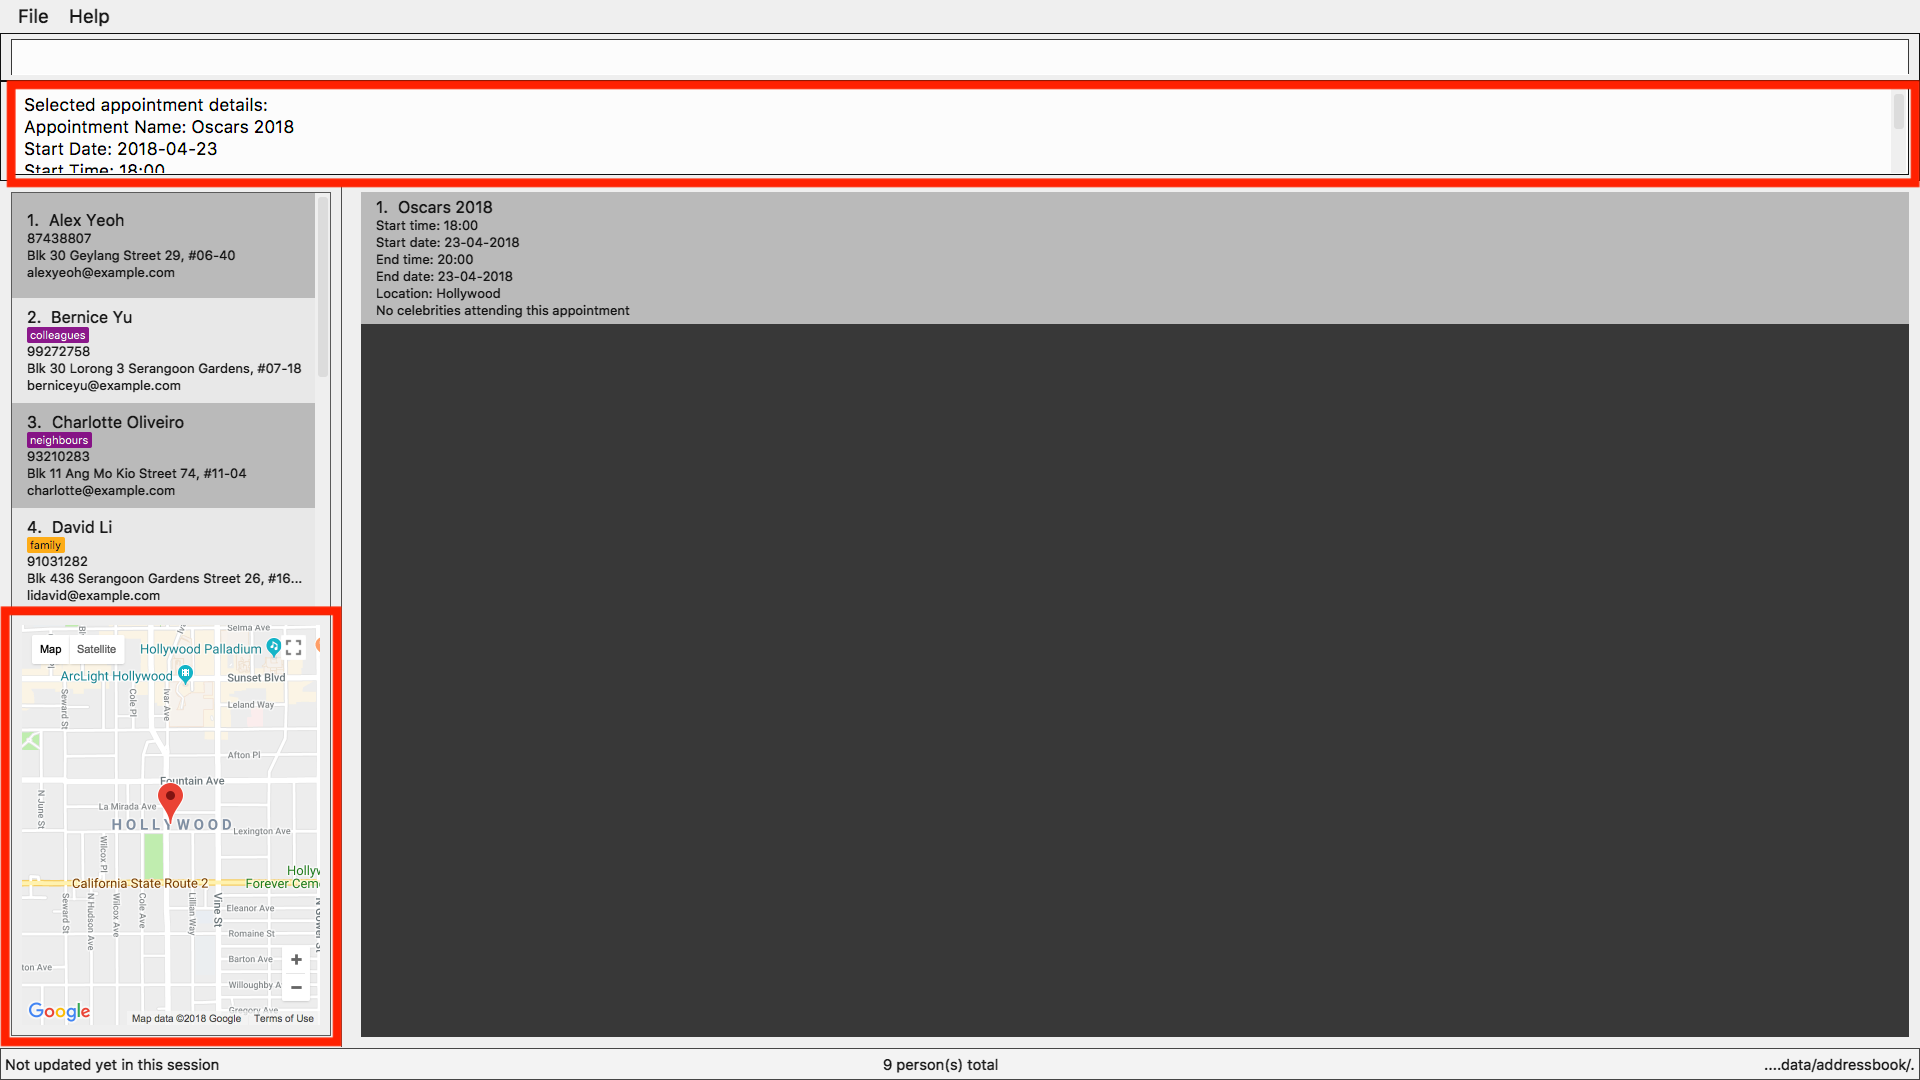 File Help
Selected appointment details:
Appointment Name: Oscars 2018
Start Date: 2018-04-23
Start Time: 18:00
1. Alex Yeoh
87438807
Blk 30 Geylang Street 29, #06-40
alexyeoh@example.com
2. Bernice Yu
colleagues
99272758
Blk 30 Lorong 3 Serangoon Gardens, #07-18
berniceyu@example.com
3. Charlotte Oliveiro
neighbours
93210283
Blk 11 Ang Mo Kio Street 74, #11-04
charlotte@example.com
4. David Li
family
91031282
Blk 436 Serangoon Gardens Street 26, #16...
lidavid@example.com
1. Oscars 2018
Start time: 18:00
Start date: 23-04-2018
End time: 20:00
End date: 23-04-2018
Location: Hollywood
No celebrities attending this appointment
Selma Ave
Map Satellite
Hollywood Palladium
ArcLight Hollywood
Sunset Blvd
Seward St
Cole Pl
Ivar Ave
Leland Way
Afton Pl
Fountain Ave
N June St
La Mirada Ave
HOLLYWOOD
Lexington Ave
Wilcox Pl
Hollyw
Forever Cem
California State Route 2
Seward St
N Hudson Ave
Wilcox Ave
Cole Ave
Lillian Way
Vine St
Eleanor Ave
Romaine St
Barton Ave
ton Ave
Willoughby A
Gregory Ave
+
−
Google
Map data ©2018 Google Terms of Use
Not updated yet in this session
9 person(s) total
....data/addressbook/.